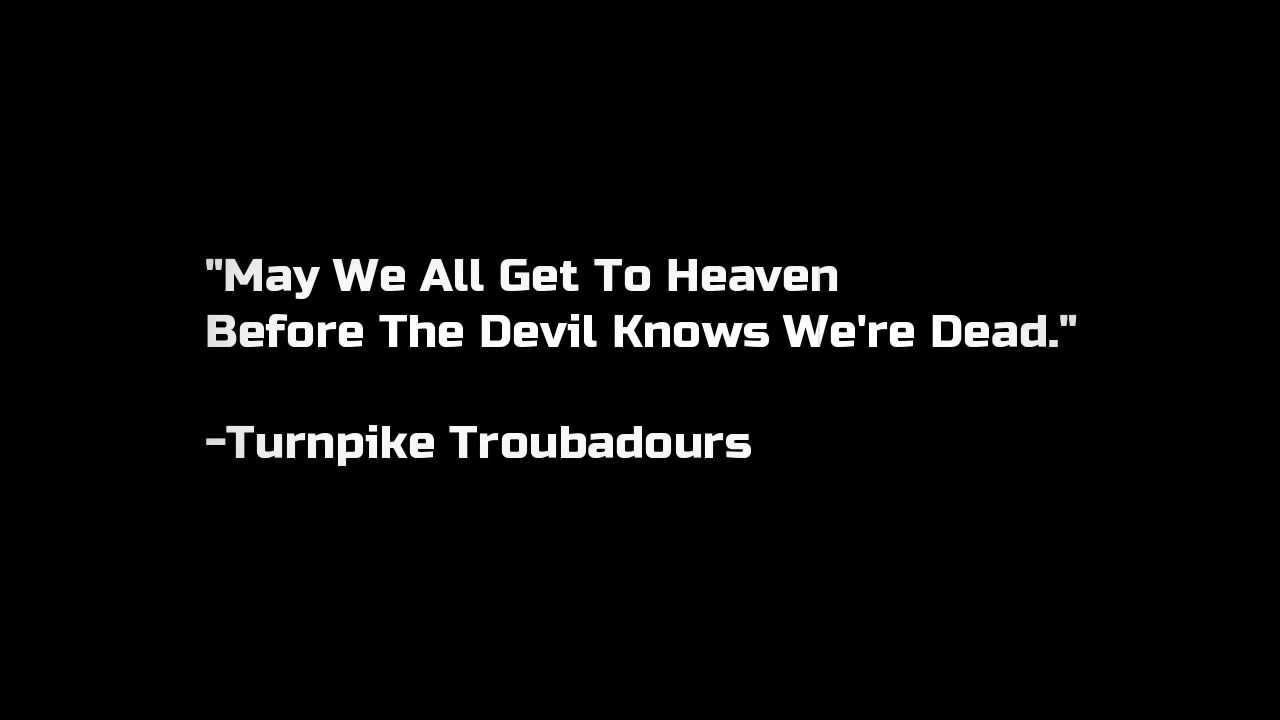 "May We All Get To Heaven
Before The Devil Knows We're Dead."
-Turnpike Troubadours